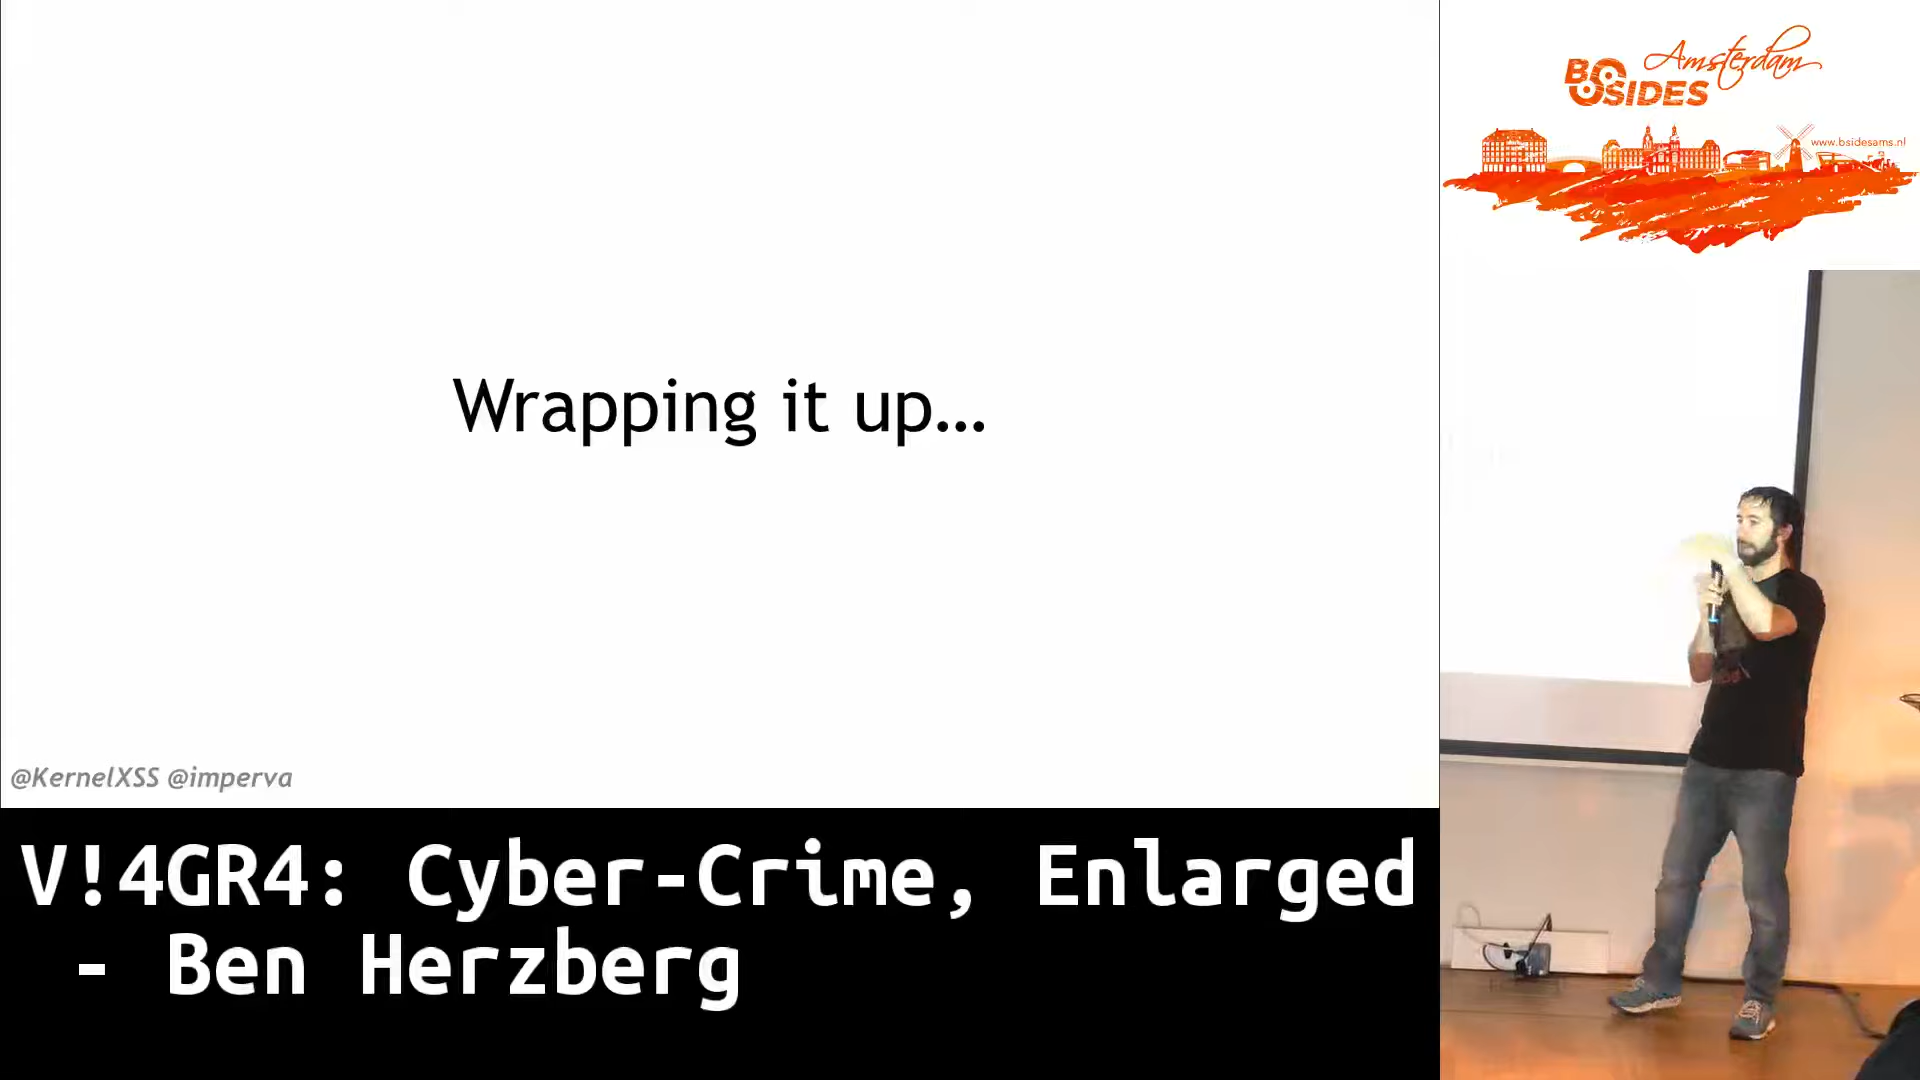 Wrapping it up...
@KernelXSS @imperva
V!4GR4: Cyber-Crime, Enlarged
- Ben Herzberg
Amsterdam
BSIDES
www.bsidesams.nl